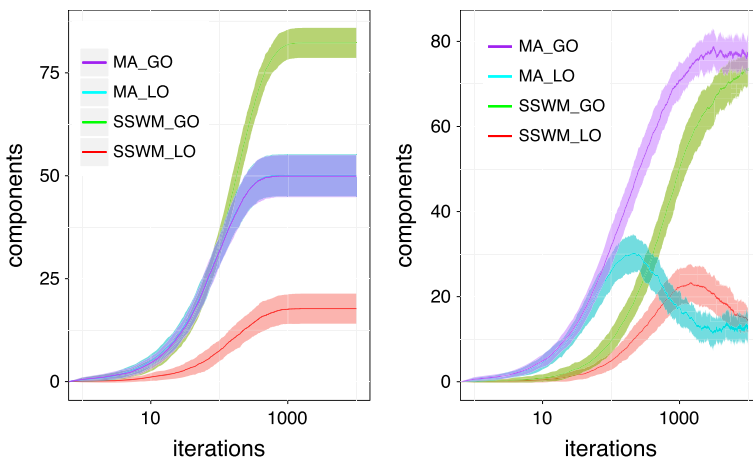 components
75
50
25
0
MA_GO
MA_LO
SSWM_GO
SSWM_LO
10
1000
iterations
components
80
60
40
20
0
MA_GO
MA_LO
SSWM_GO
SSWM_LO
10
1000
iterations